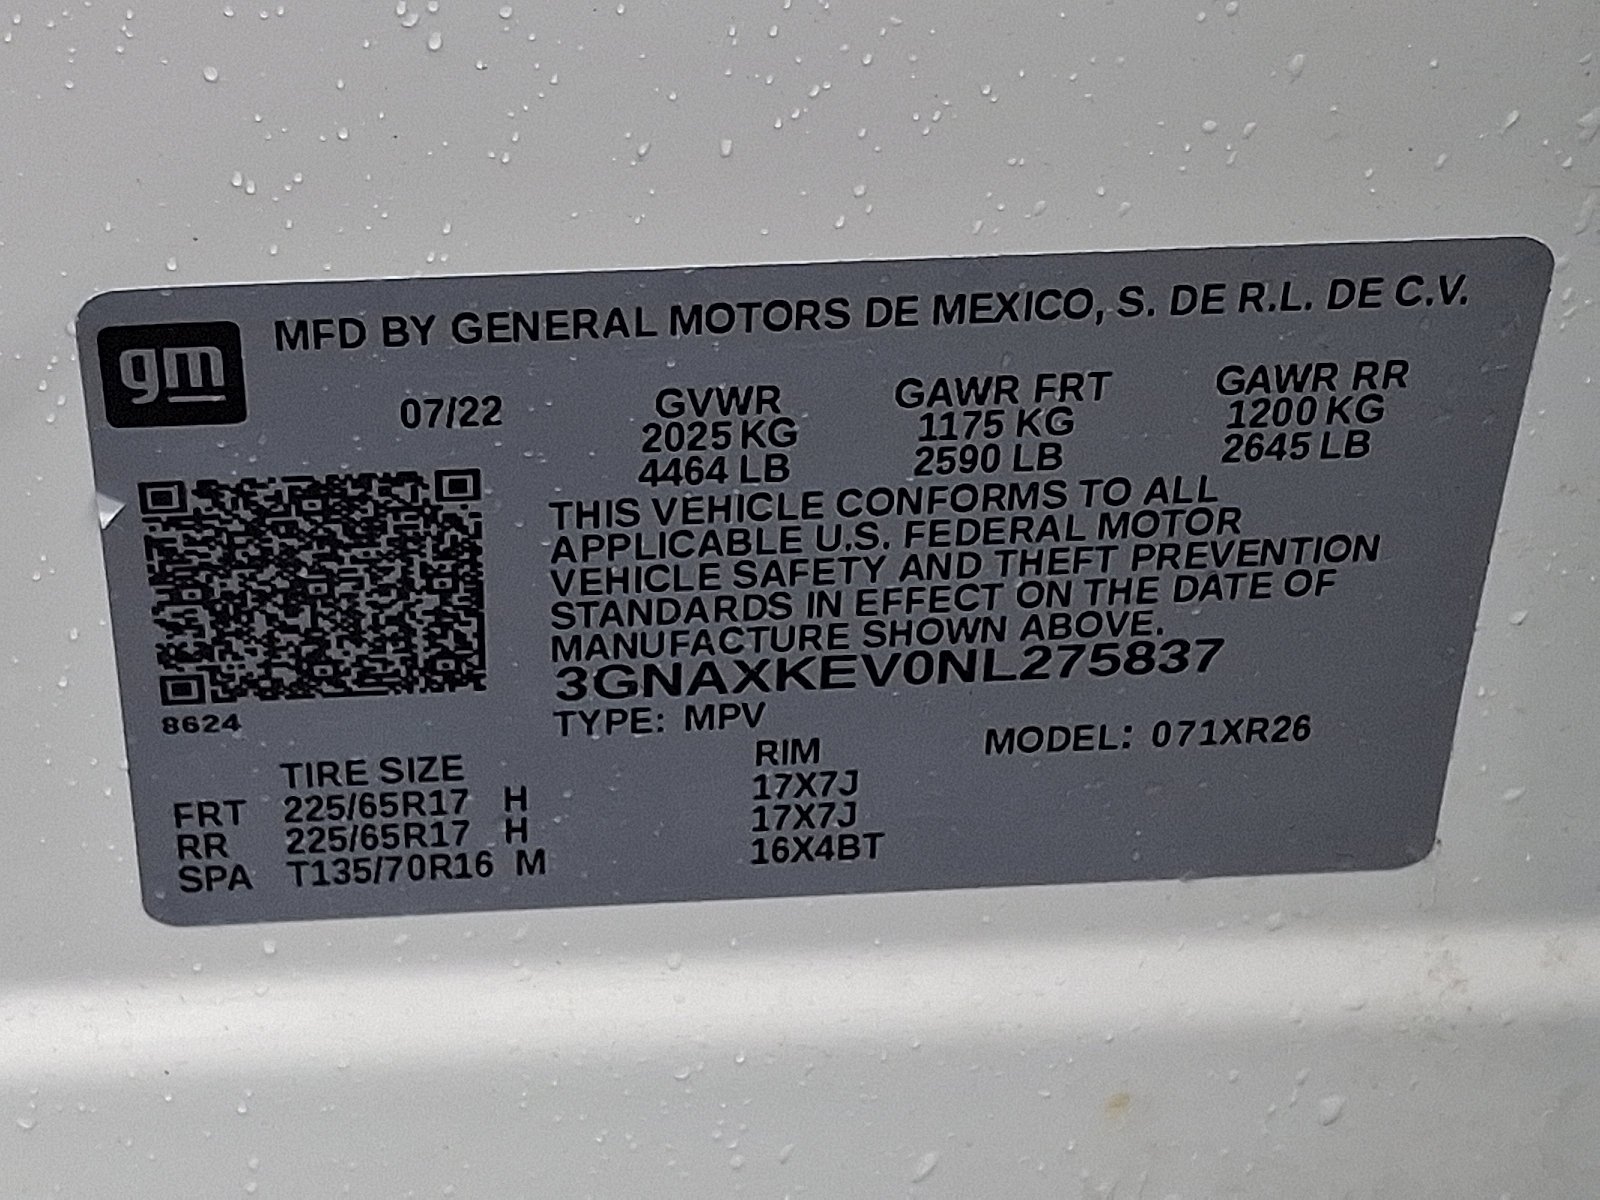 gm MFD BY GENERAL MOTORS DE MEXICO, S. DE R.L. DE C.V.
07/22 GVWR GAWR FRT GAWR RR
2025 KG 1175 KG 1200 KG
4464 LB 2590 LB 2645 LB
THIS VEHICLE CONFORMS TO ALL
APPLICABLE U.S. FEDERAL MOTOR
VEHICLE SAFETY AND THEFT PREVENTION
STANDARDS IN EFFECT ON THE DATE OF
MANUFACTURE SHOWN ABOVE.
3GNAXKEV0NL275837
8624 TYPE: MPV MODEL: 071XR26
TIRE SIZE RIM
FRT 225/65R17 H 17X7J
RR 225/65R17 H 17X7J
SPA T135/70R16 M 16X4BT